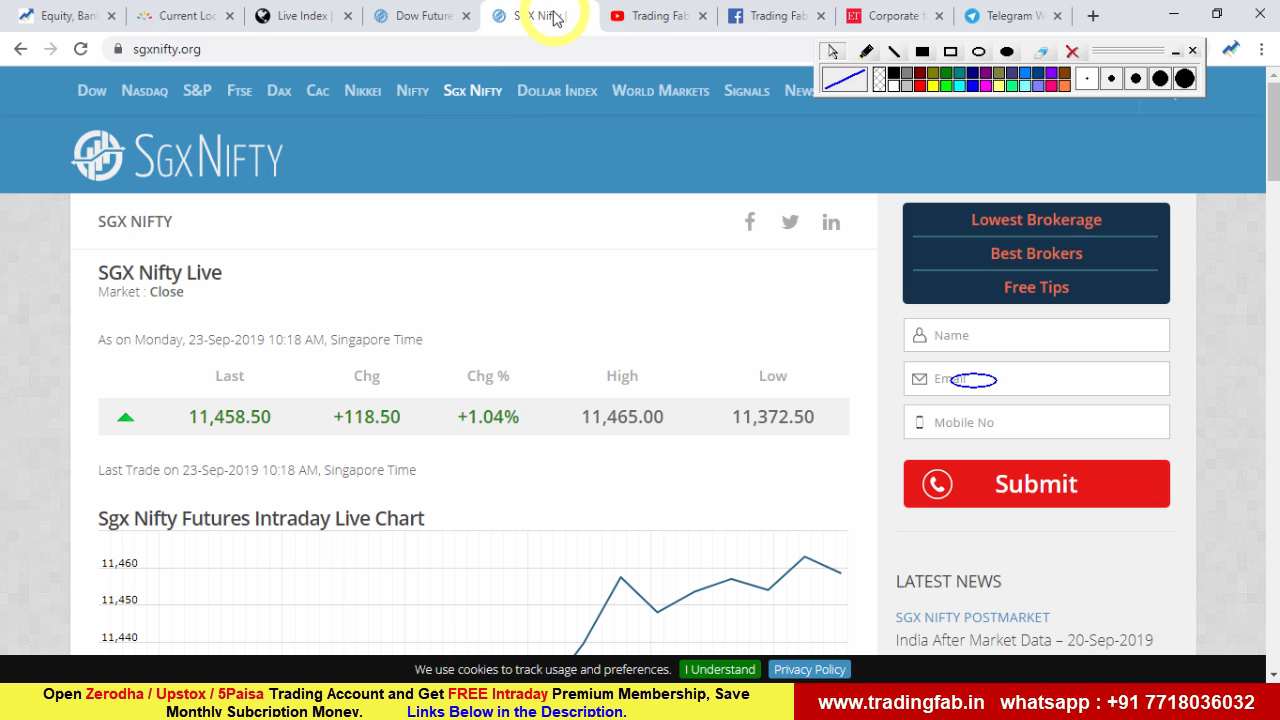 Equity, Bank
Current Loc
Live Index |
Dow Future
SGX Nifty |
Trading Fab
Trading Fab
Corporate t
Telegram W
sgxnifty.org
Dow Nasdaq S&P Ftse Dax Cac Nikkei Nifty Sgx Nifty Dollar Index World Markets Signals News
SGXNIFTY
SGX NIFTY
SGX Nifty Live
Market : Close
As on Monday, 23-Sep-2019 10:18 AM, Singapore Time
Last Chg Chg % High Low
11,458.50 +118.50 +1.04% 11,465.00 11,372.50
Last Trade on 23-Sep-2019 10:18 AM, Singapore Time
Sgx Nifty Futures Intraday Live Chart
11,460
11,450
11,440
Lowest Brokerage
Best Brokers
Free Tips
Name
Email
Mobile No
Submit
LATEST NEWS
SGX NIFTY POSTMARKET
India After Market Data – 20-Sep-2019
We use cookies to track usage and preferences. I Understand Privacy Policy
Open Zerodha / Upstox / 5Paisa Trading Account and Get FREE Intraday Premium Membership, Save
Monthly Subcription Money. Links Below in the Description.
www.tradingfab.in whatsapp : +91 7718036032